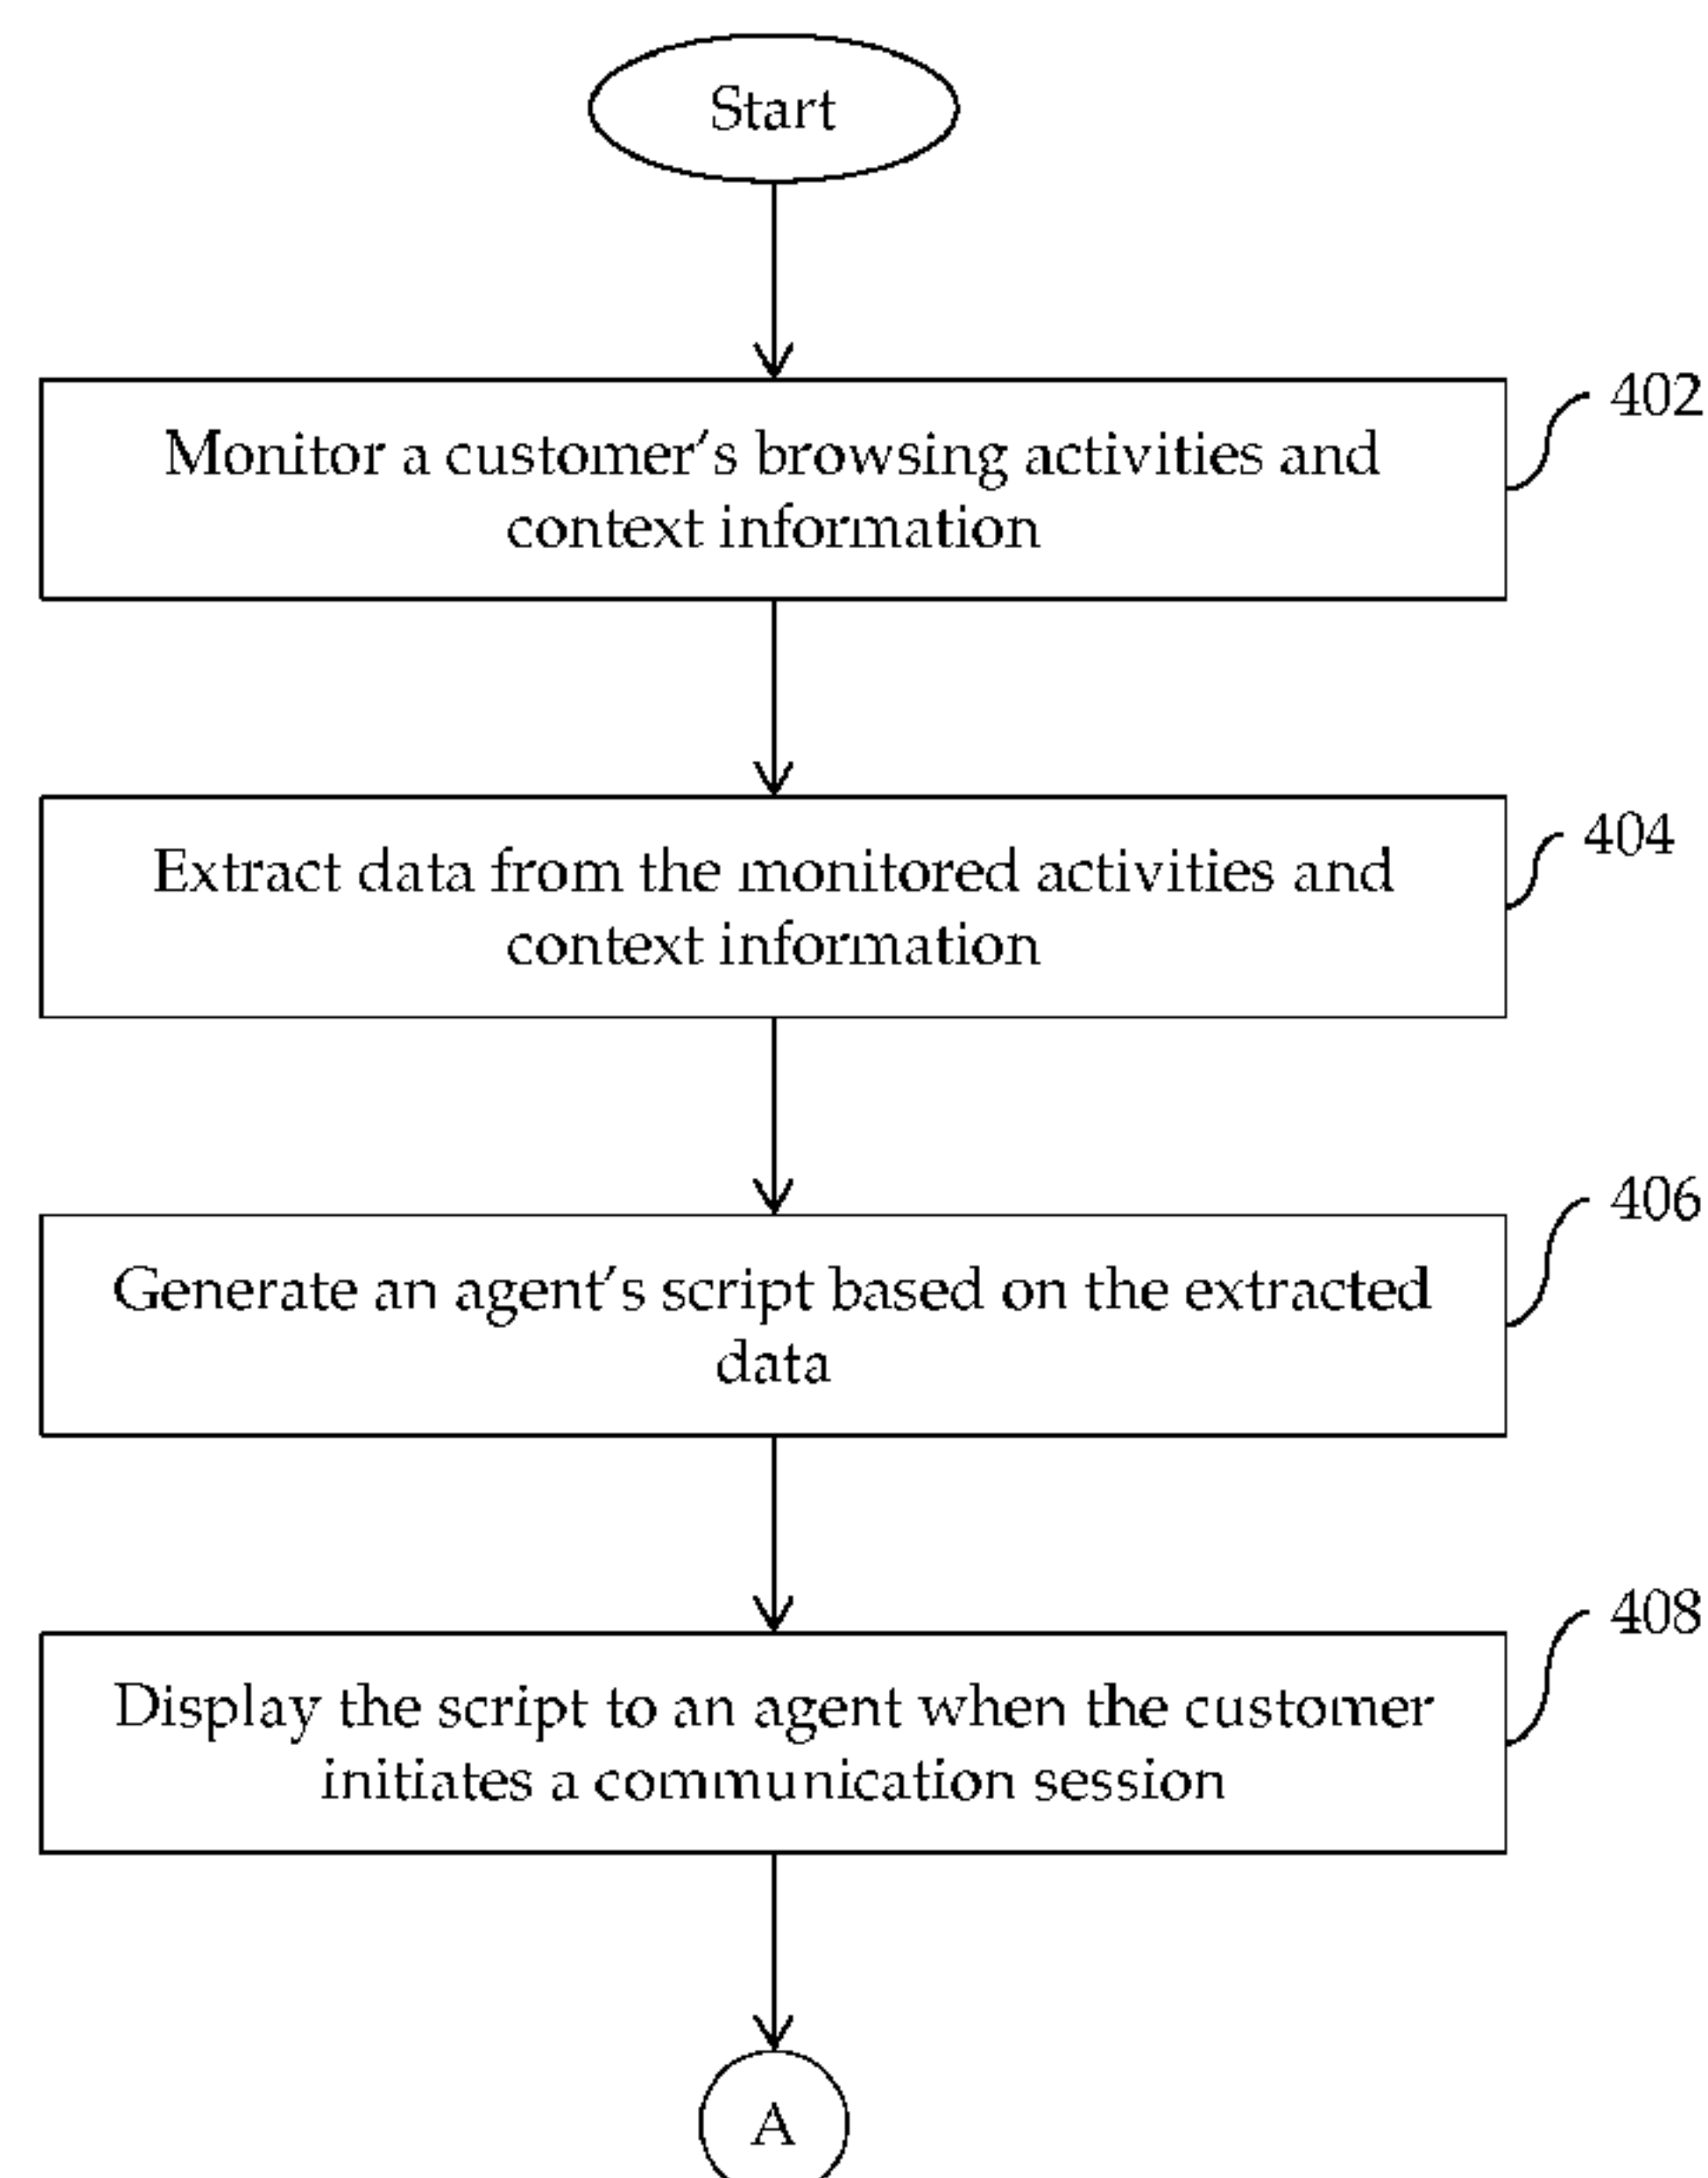 Start
402
Monitor a customer's browsing activities and
context information
404
Extract data from the monitored activities and
context information
406
Generate an agent's script based on the extracted
data
408
Display the script to an agent when the customer
initiates a communication session
A